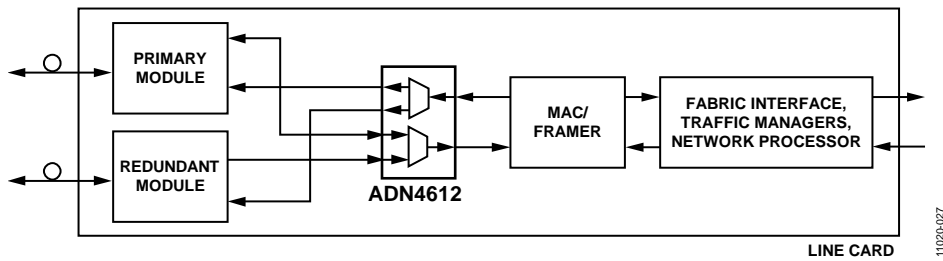 PRIMARY
MODULE
REDUNDANT
MODULE
ADN4612
MAC/
FRAMER
FABRIC INTERFACE,
TRAFFIC MANAGERS,
NETWORK PROCESSOR
LINE CARD
11020-027